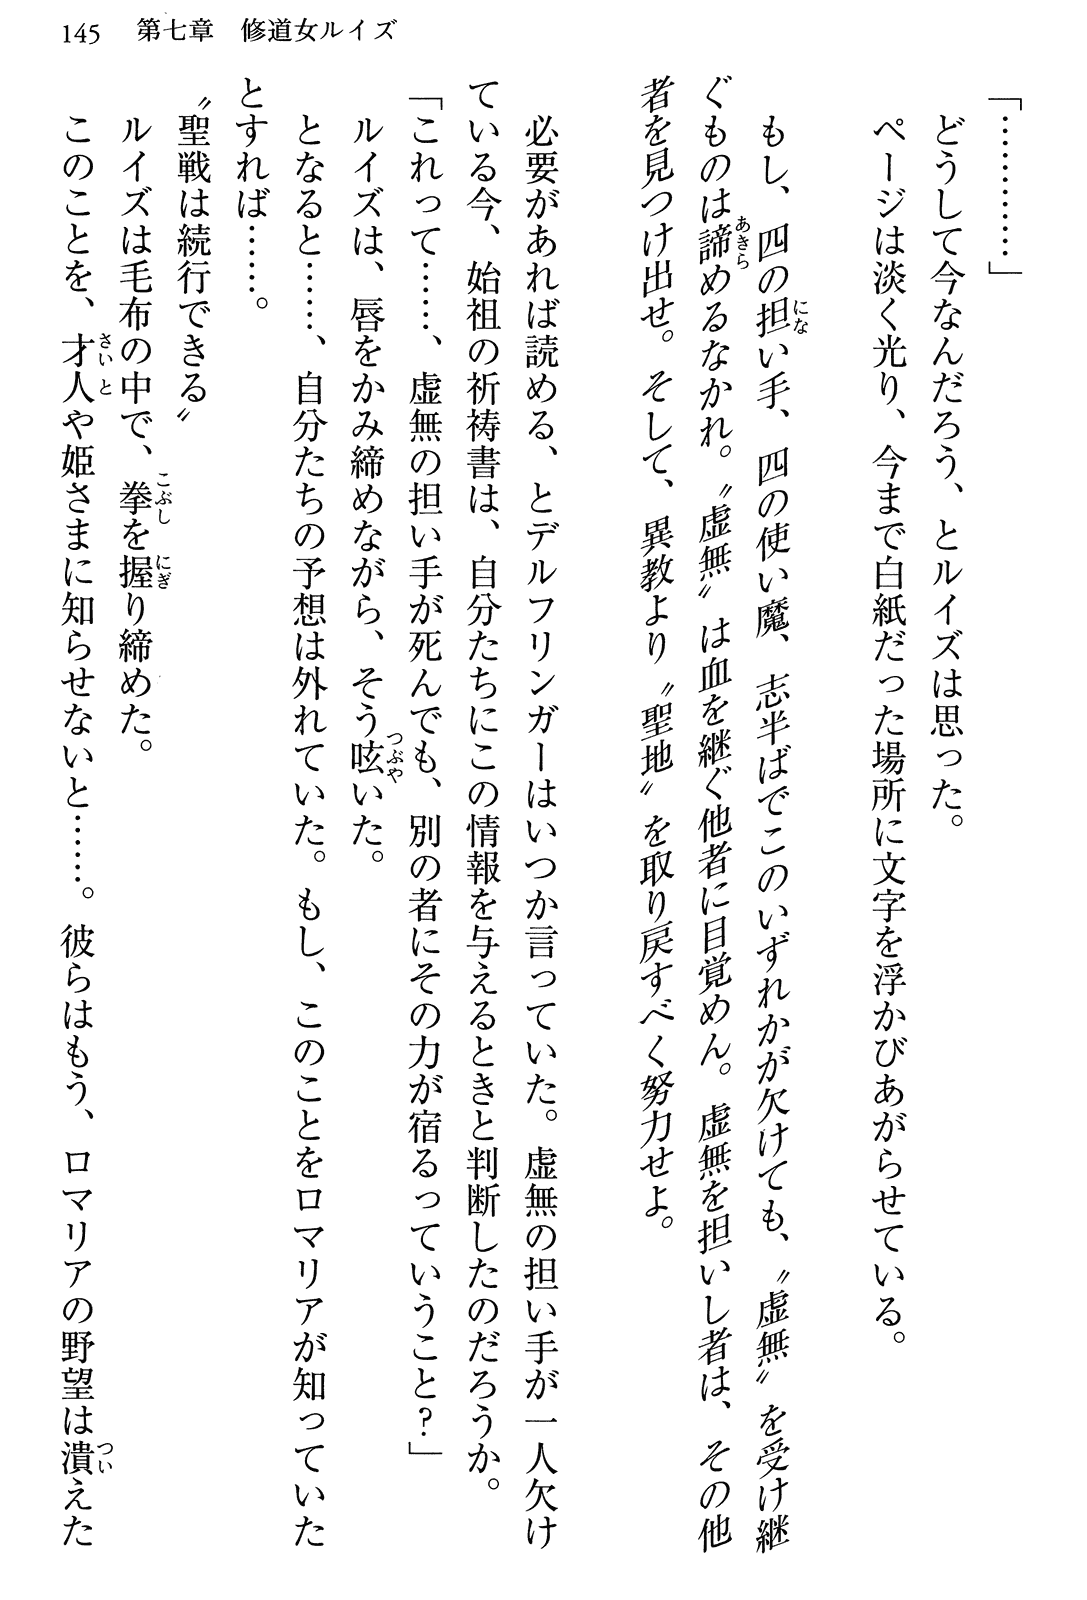 145　第七章　修道女ルイズ
「…………」
どうして今なんだろう、とルイズは思った。
ページは淡く光り、今まで白紙だった場所に文字を浮かびあがらせている。
もし、四の担い手、四の使い魔、志半ばでこのいずれかが欠けても、〝虚無〟を受け継
ぐものは諦めるなかれ。〝虚無〟は血を継ぐ他者に目覚めん。虚無を担いし者は、その他
者を見つけ出せ。そして、異教より〝聖地〟を取り戻すべく努力せよ。
必要があれば読める、とデルフリンガーはいつか言っていた。虚無の担い手が一人欠け
ている今、始祖の祈祷書は、自分たちにこの情報を与えるときと判断したのだろうか。
「これって……、虚無の担い手が死んでも、別の者にその力が宿るっていうこと?」
ルイズは、唇をかみ締めながら、そう呟いた。
となると……、自分たちの予想は外れていた。もし、このことをロマリアが知っていた
とすれば……。
〝聖戦は続行できる〟
ルイズは毛布の中で、拳を握り締めた。
このことを、才人や姫さまに知らせないと……。彼らはもう、ロマリアの野望は潰えた